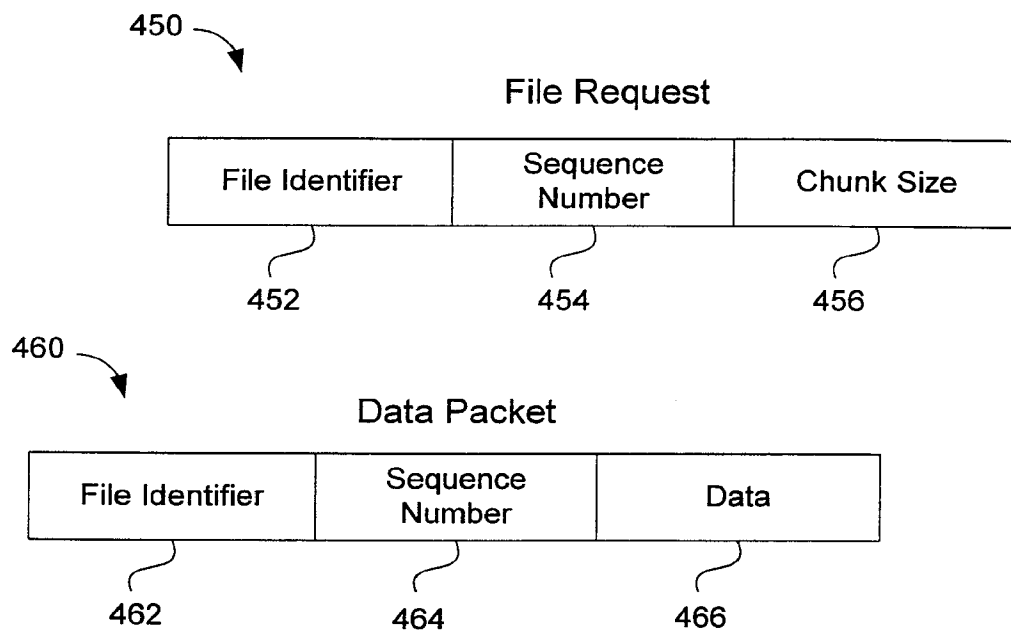 450
File Request
File Identifier
Sequence
Number
Chunk Size
452
454
456
460
Data Packet
File Identifier
Sequence
Number
Data
462
464
466